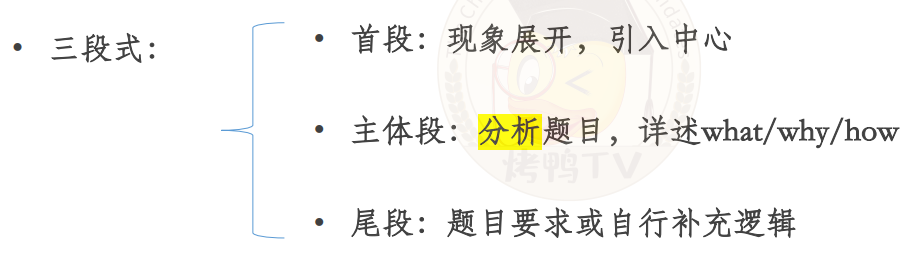 • 三段式：
• 首段：现象展开，引入中心
• 主体段：分析题目，详述what/why/how
烤鸭TV
• 尾段：题目要求或自行补充逻辑